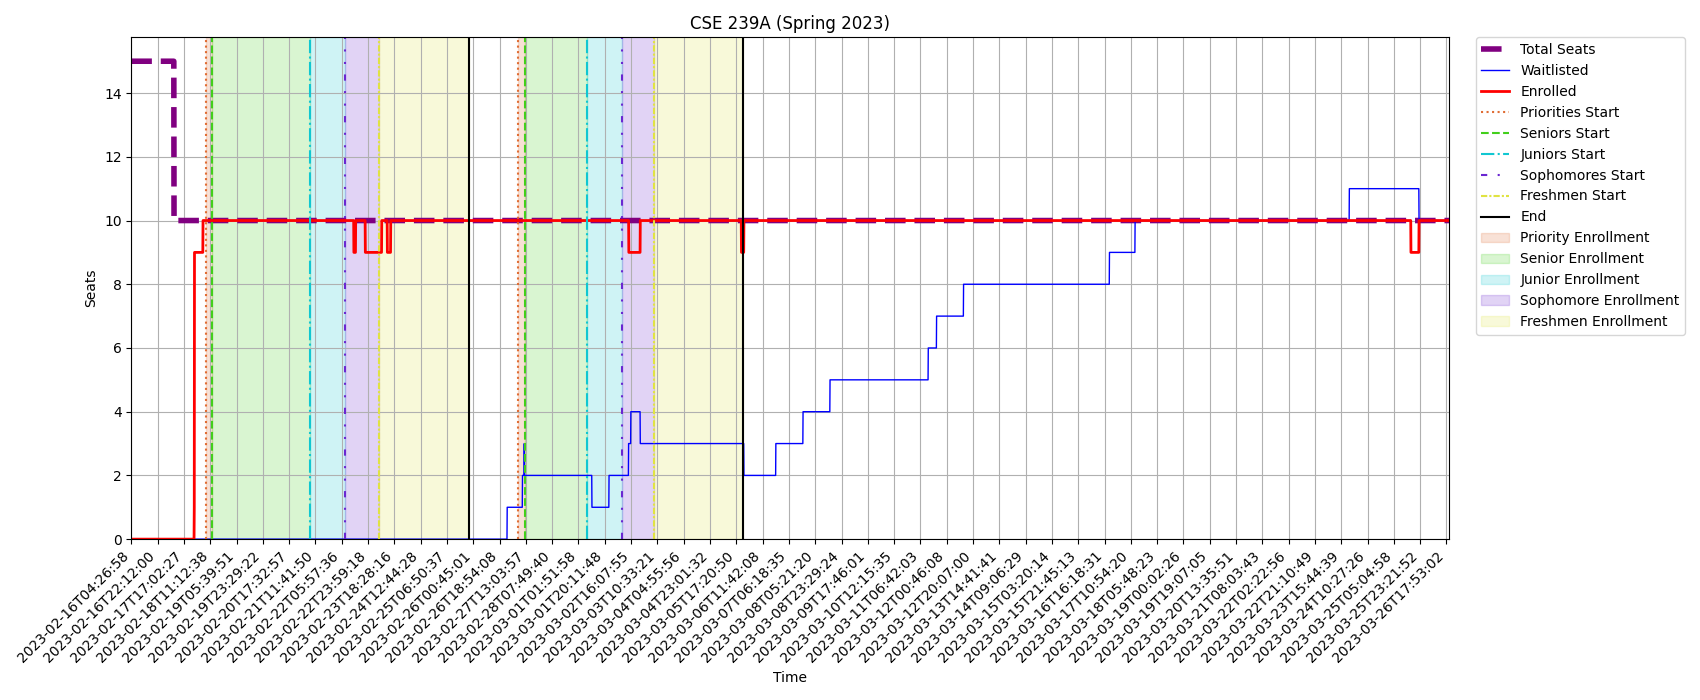 CSE 239A (Spring 2023)
Total Seats
Waitlisted
Enrolled
Priorities Start
Seniors Start
Juniors Start
Sophomores Start
Freshmen Start
End
Priority Enrollment
Senior Enrollment
Junior Enrollment
Sophomore Enrollment
Freshmen Enrollment
Seats
14
12
10
8
6
4
2
0
2023-02-16T04:26:58
2023-02-16T22:12:00
2023-02-17T17:02:27
2023-02-18T11:12:38
2023-02-19T05:39:51
2023-02-19T23:29:22
2023-02-20T17:32:57
2023-02-21T11:41:50
2023-02-22T05:57:36
2023-02-22T23:59:18
2023-02-23T18:28:16
2023-02-24T12:44:28
2023-02-25T06:50:37
2023-02-26T00:45:01
2023-02-26T18:54:08
2023-02-27T13:03:57
2023-02-28T07:49:40
2023-03-01T01:51:58
2023-03-01T20:11:48
2023-03-02T16:07:55
2023-03-03T10:33:21
2023-03-04T04:55:56
2023-03-04T23:01:32
2023-03-05T17:20:50
2023-03-06T11:42:08
2023-03-07T06:18:35
2023-03-08T05:21:20
2023-03-08T23:29:24
2023-03-09T17:46:01
2023-03-10T12:15:35
2023-03-11T06:42:03
2023-03-12T00:46:08
2023-03-12T20:07:00
2023-03-13T14:41:41
2023-03-14T09:06:29
2023-03-15T03:20:14
2023-03-15T21:45:13
2023-03-16T16:18:31
2023-03-17T10:54:20
2023-03-18T05:48:23
2023-03-19T00:02:26
2023-03-19T19:07:05
2023-03-20T13:35:51
2023-03-21T08:03:43
2023-03-22T02:22:56
2023-03-22T21:10:49
2023-03-23T15:44:39
2023-03-24T10:27:26
2023-03-25T05:04:58
2023-03-25T23:21:52
2023-03-26T17:53:02
Time